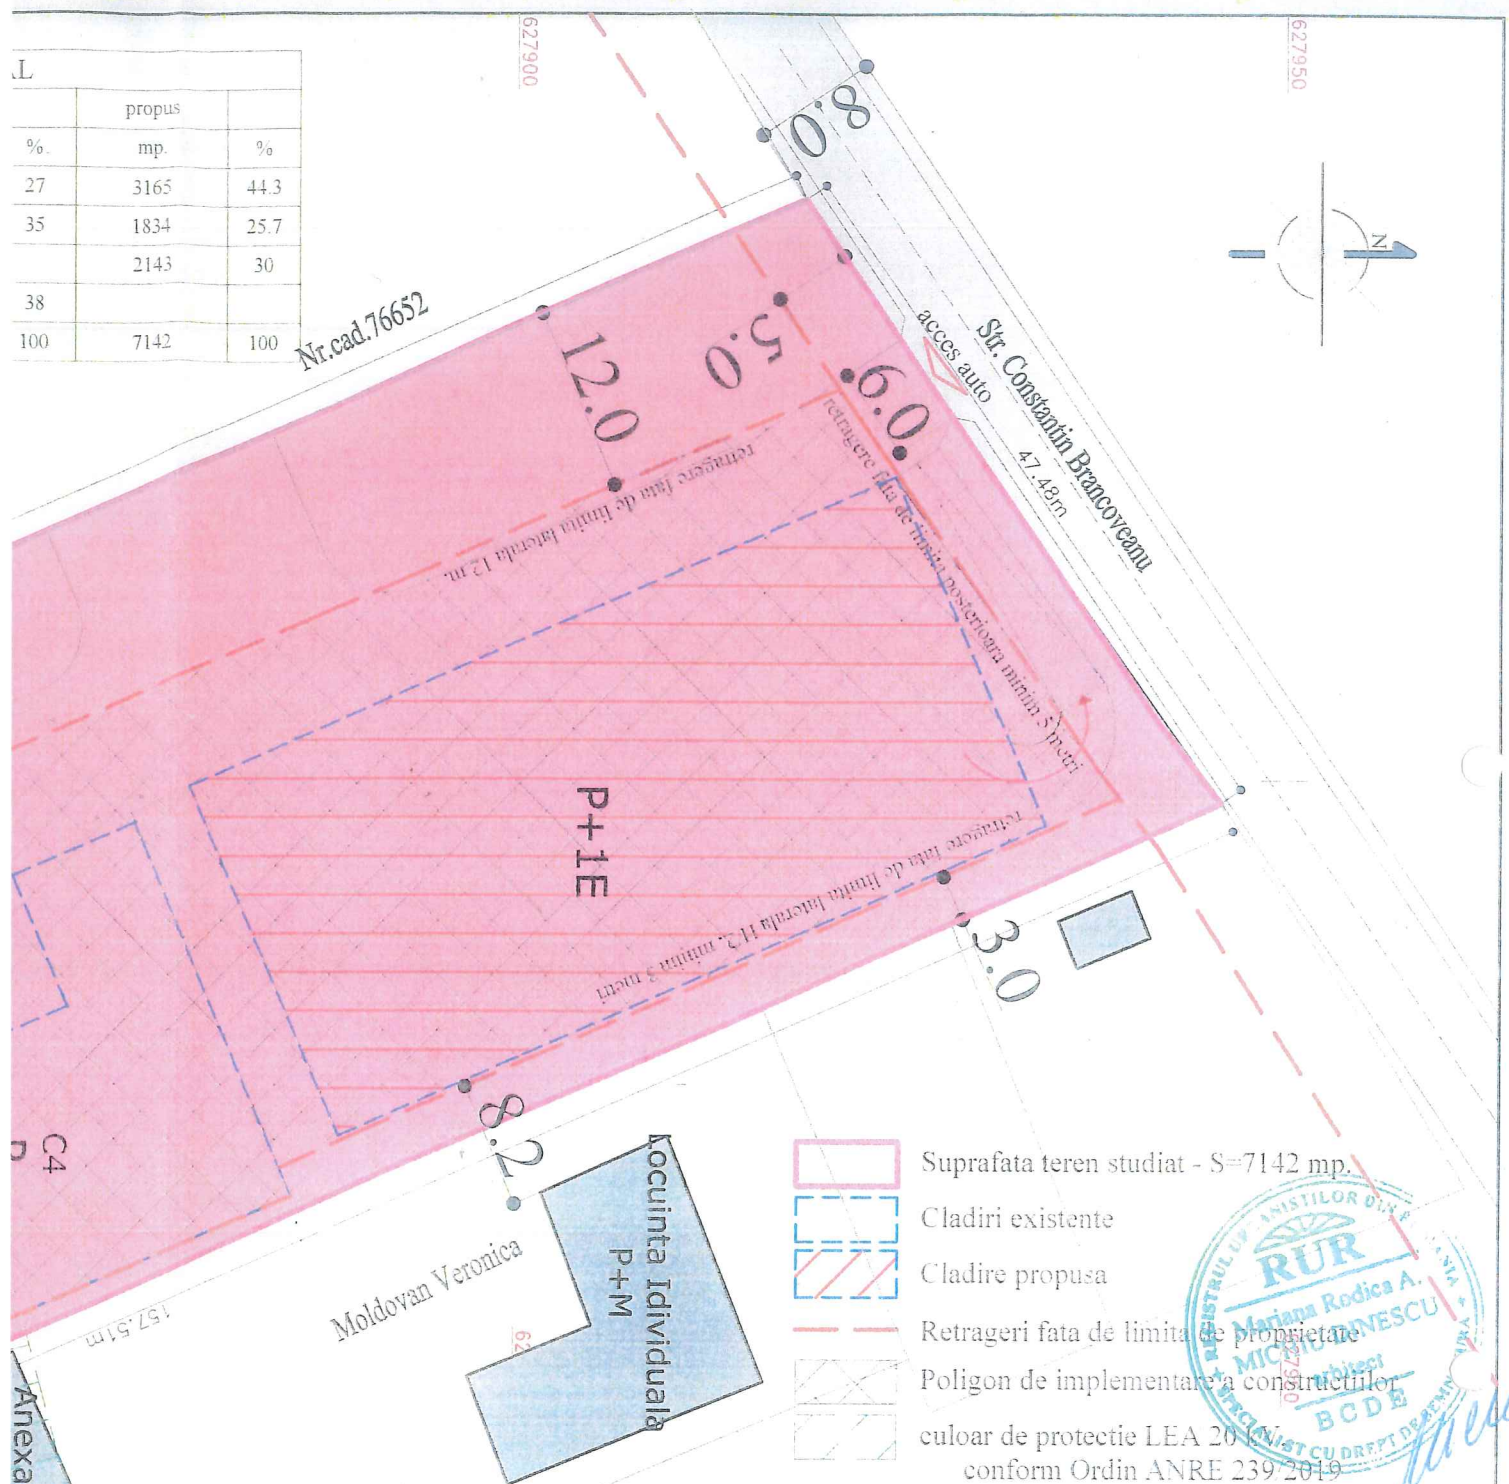 propus
%. mp. %
27 3165 44.3
35 1834 25.7
2143 30
38
100 7142 100
627900
627950
8.0
Nr.cad.76652
12.0
5.0
6.0
acces auto
Str. Constantin Brancoveanu
47.48m
N
retragere fata de limita laterala 12 m.
retragere fata de limita posterioara minim 5 metri
P+1E
retragere fata de limita laterala H/2, minim 3 metri
3.0
8.2
C4
Locuinta Idividuala
P+M
Moldovan Veronica
157.51m
Anexa
Suprafata teren studiat - S=7142 mp.
Cladiri existente
Cladire propusa
Retrageri fata de limita de proprietate
Poligon de implementare a constructiilor
culoar de protectie LEA 20 kV.
conform Ordin ANRE 239/2019
RUR
Mariana Rodica A.
arhitect
BCDE